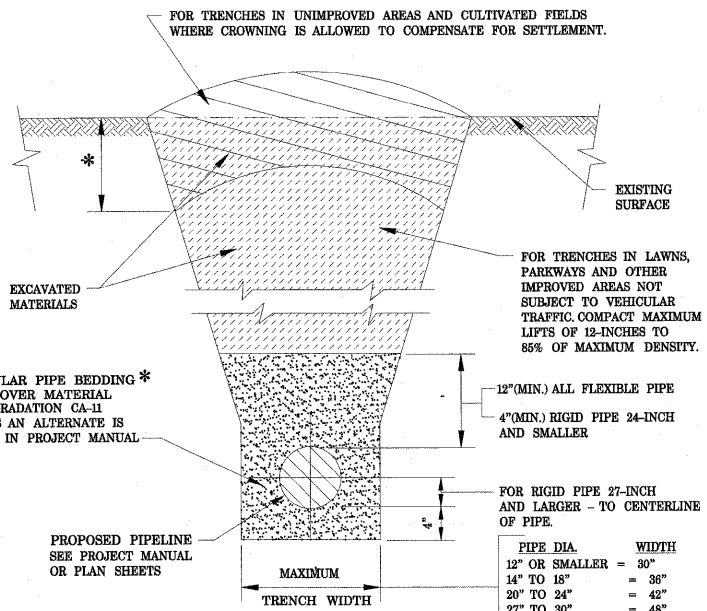 FOR TRENCHES IN UNIMPROVED AREAS AND CULTIVATED FIELDS
WHERE CROWNING IS ALLOWED TO COMPENSATE FOR SETTLEMENT.
*
EXISTING
SURFACE
EXCAVATED
MATERIALS
FOR TRENCHES IN LAWNS,
PARKWAYS AND OTHER
IMPROVED AREAS NOT
SUBJECT TO VEHICULAR
TRAFFIC. COMPACT MAXIMUM
LIFTS OF 12-INCHES TO
85% OF MAXIMUM DENSITY.
PIPE BEDDING *
MATERIAL
CA-11
AN ALTERNATE IS
IN PROJECT MANUAL
12"(MIN.) ALL FLEXIBLE PIPE
4"(MIN.) RIGID PIPE 24-INCH
AND SMALLER
FOR RIGID PIPE 27-INCH
AND LARGER - TO CENTERLINE
OF PIPE.
4"
PROPOSED PIPELINE
SEE PROJECT MANUAL
OR PLAN SHEETS
MAXIMUM
TRENCH WIDTH
PIPE DIA. WIDTH
12" OR SMALLER = 30"
14" TO 18" = 36"
20" TO 24" = 42"
27" TO 30" = 48"